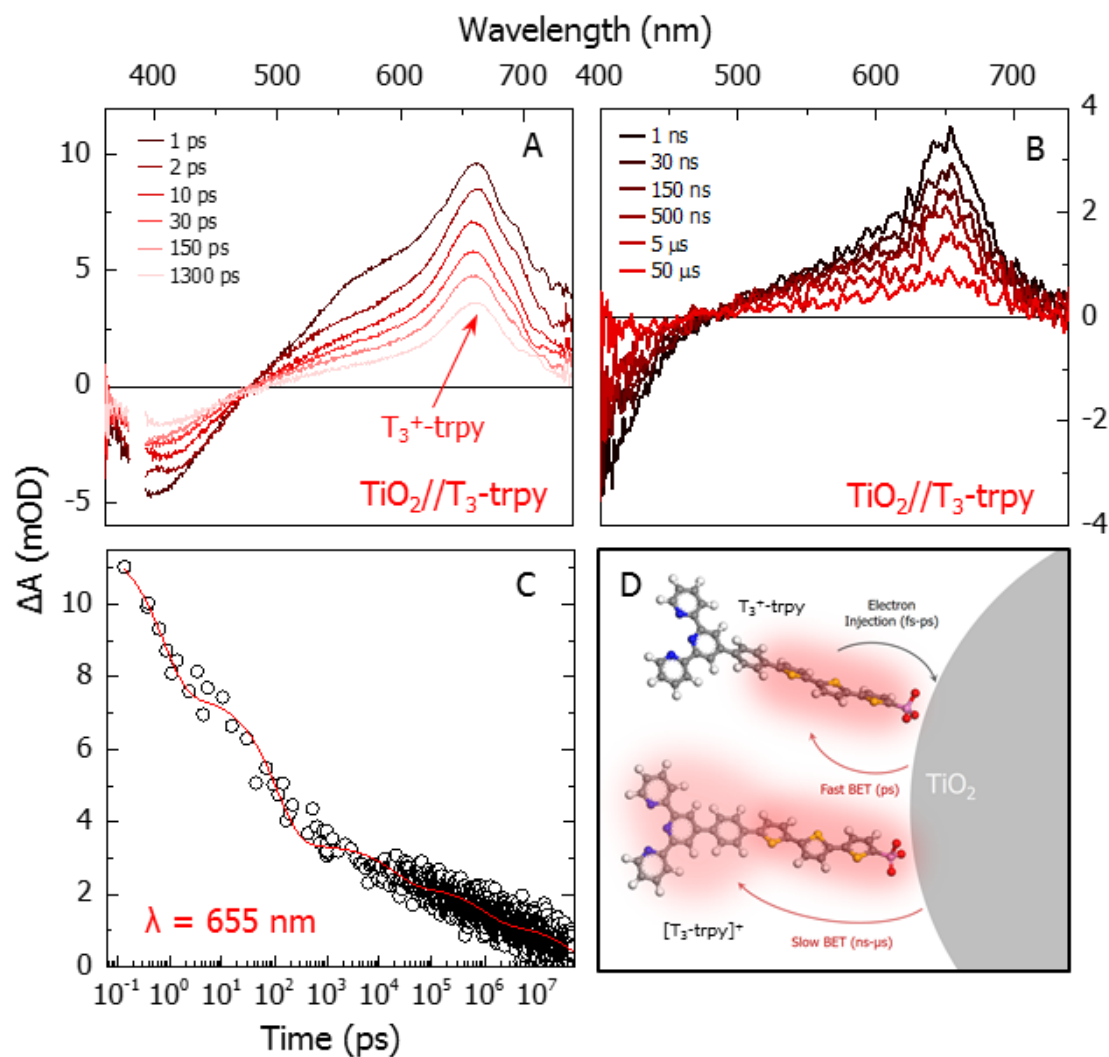 Wavelength (nm)
400 500 600 700
400 500 600 700
A
1 ps
2 ps
10 ps
30 ps
150 ps
1300 ps
10
5
0
-5
T₃⁺-trpy
TiO₂//T₃-trpy
B
1 ns
30 ns
150 ns
500 ns
5 μs
50 μs
4
2
0
-2
-4
TiO₂//T₃-trpy
ΔA (mOD)
C
10
8
6
4
2
0
λ = 655 nm
10⁻¹ 10⁰ 10¹ 10² 10³ 10⁴ 10⁵ 10⁶ 10⁷
Time (ps)
D
T₃⁺-trpy
Electron
Injection (fs-ps)
TiO₂
Fast BET (ps)
[T₃-trpy]⁺
Slow BET (ns-μs)